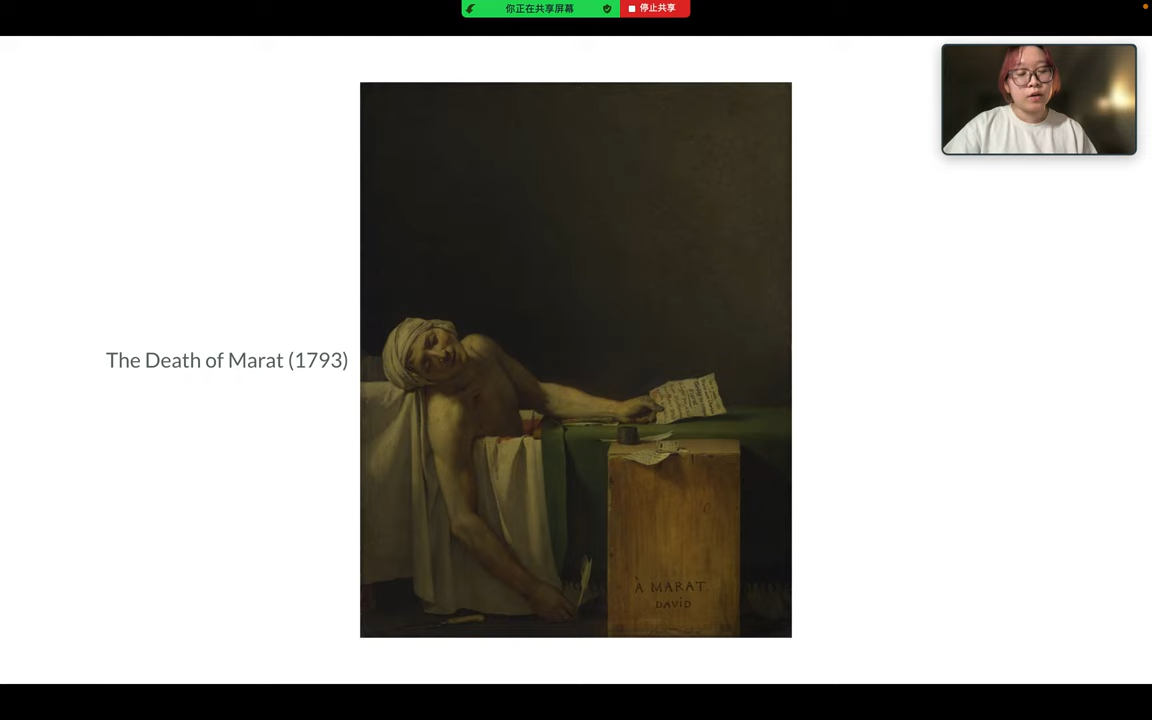 你正在共享屏幕
停止共享
The Death of Marat (1793)
À MARAT.
DAVID